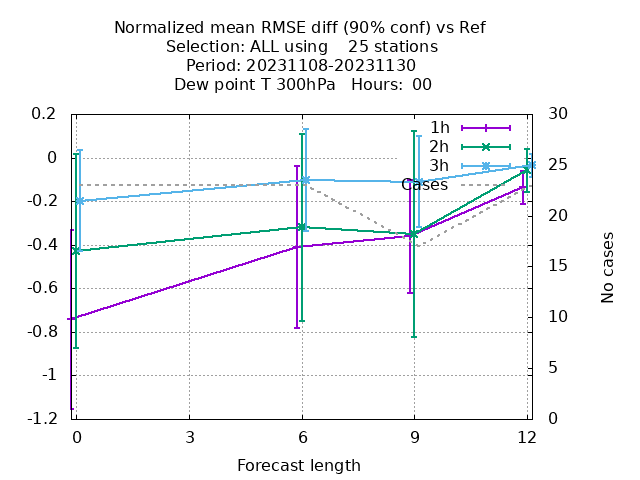 Normalized mean RMSE diff (90% conf) vs Ref
Selection: ALL using    25 stations
Period: 20231108-20231130
Dew point T 300hPa   Hours: 00
1h
2h
3h
Cases
0.2
0
-0.2
-0.4
-0.6
-0.8
-1
-1.2
30
25
20
15
10
5
0
No cases
0 3 6 9 12
Forecast length